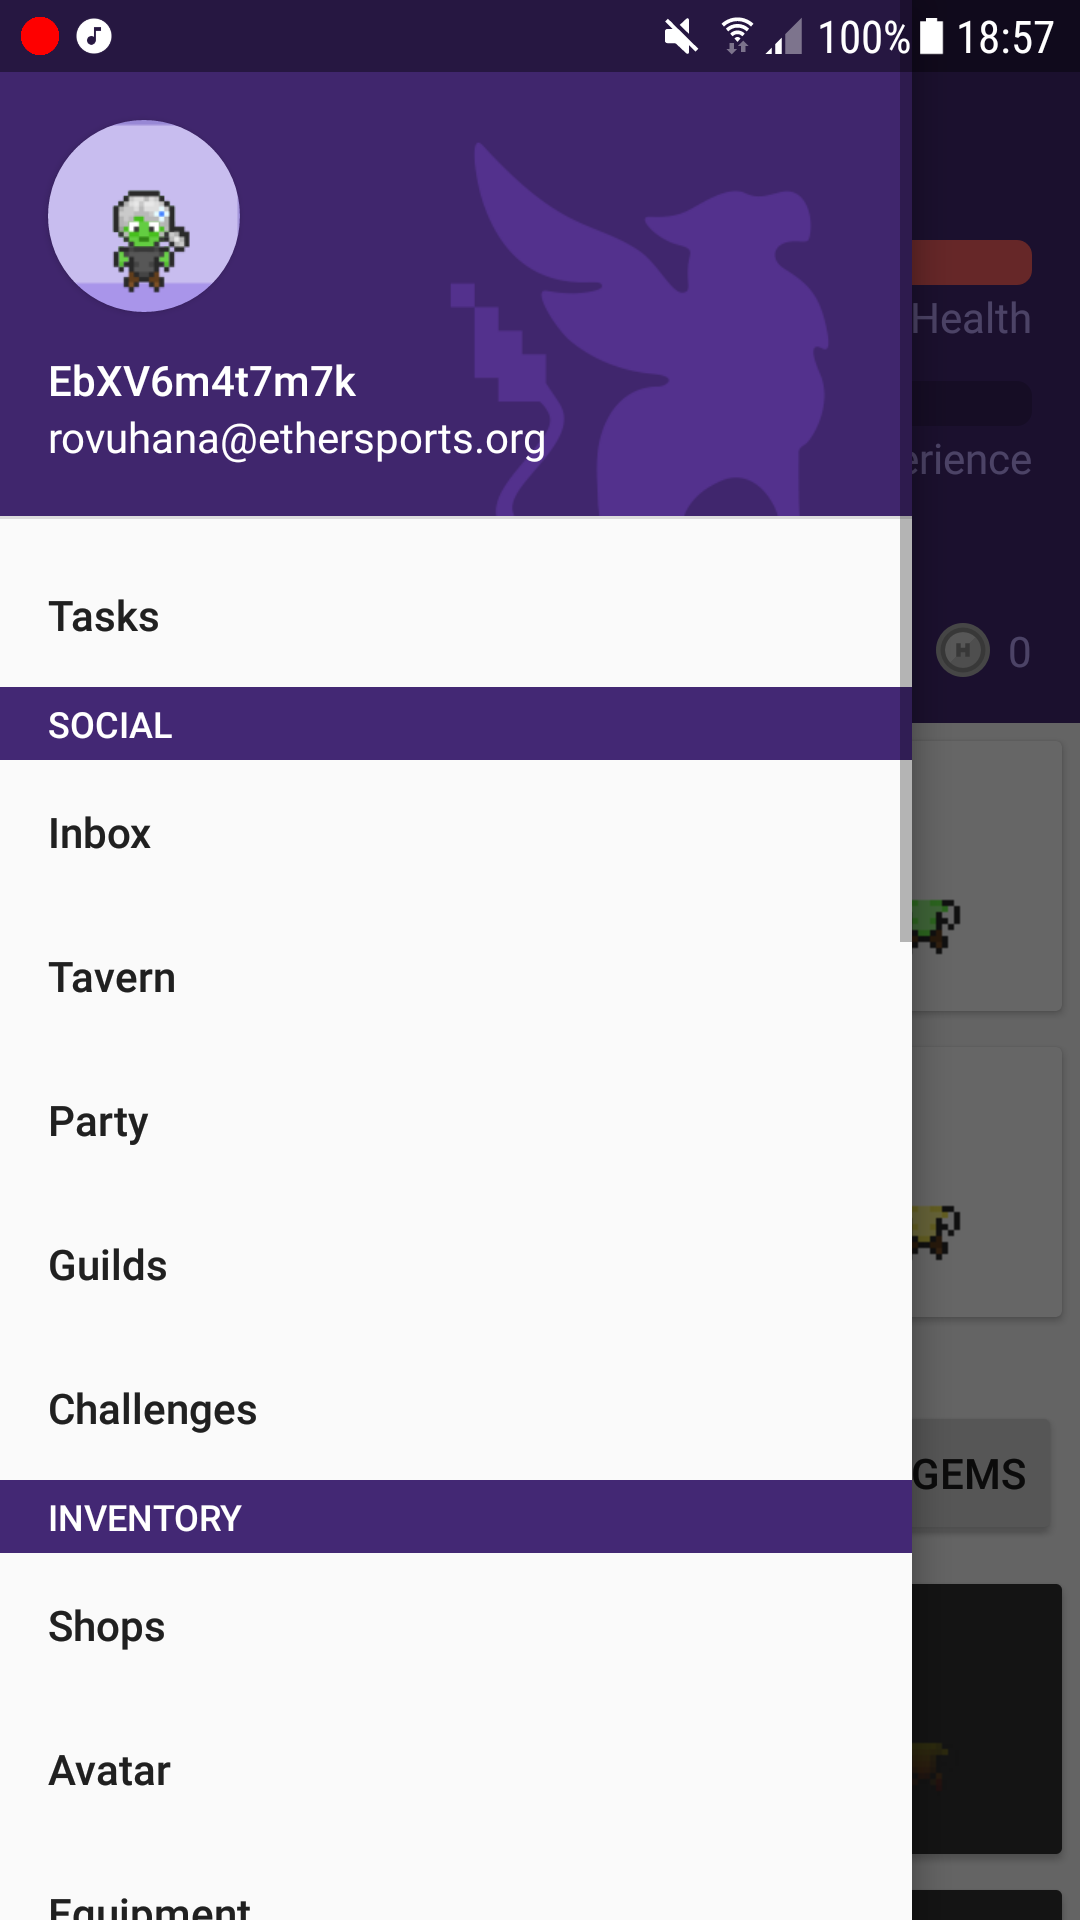 100% 18:57
EbXV6m4t7m7k
rovuhana@ethersports.org
Health
erience
H 0
Tasks
SOCIAL
Inbox
Tavern
Party
Guilds
Challenges
GEMS
INVENTORY
Shops
Avatar
Equipment